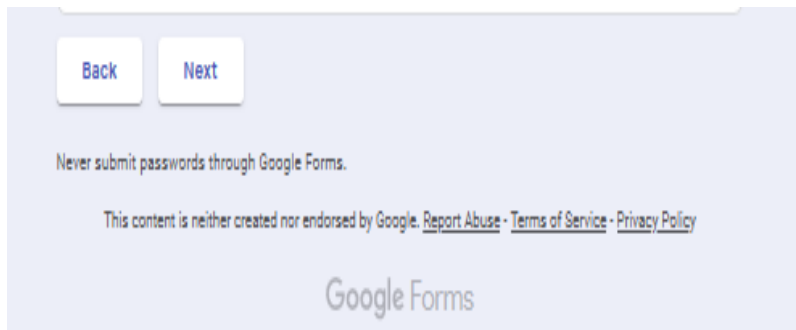 Back Next
Never submit passwords through Google Forms.
This content is neither created nor endorsed by Google. Report Abuse - Terms of Service - Privacy Policy
Google Forms